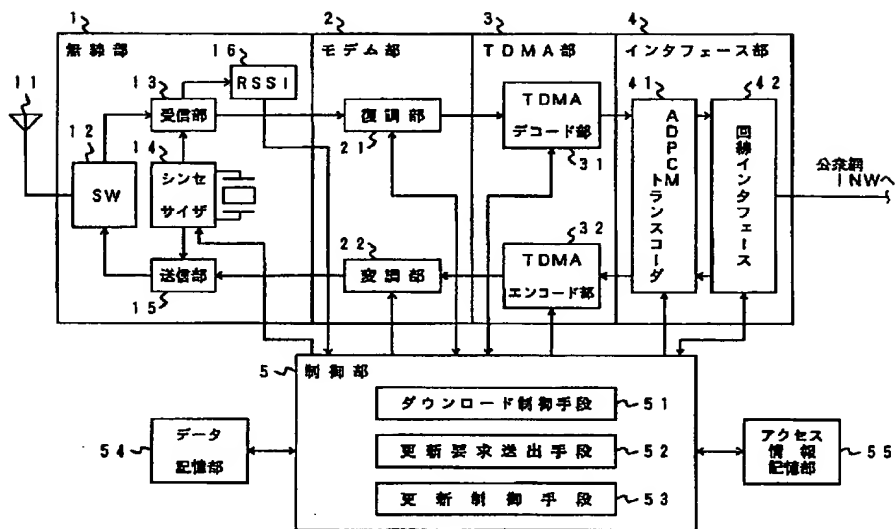 1
2
3
4
無線部
モデム部
TDMA部
インタフェース部
11
12
SW
13
受信部
16
RSSI
14
シンセ
サイザ
送信部
15
復調部
21
22
変調部
TDMA
デコード部
31
32
TDMA
エンコード部
41
ADPCM
トランスコーダ
42
回線インタフェース
公衆網
INWへ
5
制御部
ダウンロード制御手段
51
更新要求送出手段
52
更新制御手段
53
54
データ
記憶部
アクセス
情報
記憶部
55